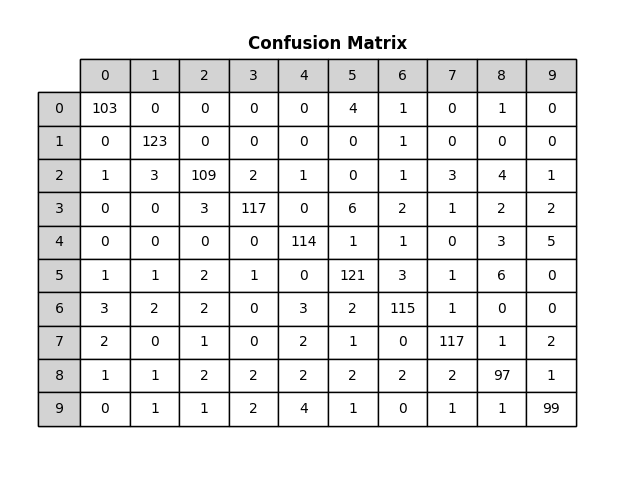 Confusion Matrix
0 1 2 3 4 5 6 7 8 9
0 103 0 0 0 0 4 1 0 1 0
1 0 123 0 0 0 0 1 0 0 0
2 1 3 109 2 1 0 1 3 4 1
3 0 0 3 117 0 6 2 1 2 2
4 0 0 0 0 114 1 1 0 3 5
5 1 1 2 1 0 121 3 1 6 0
6 3 2 2 0 3 2 115 1 0 0
7 2 0 1 0 2 1 0 117 1 2
8 1 1 2 2 2 2 2 2 97 1
9 0 1 1 2 4 1 0 1 1 99